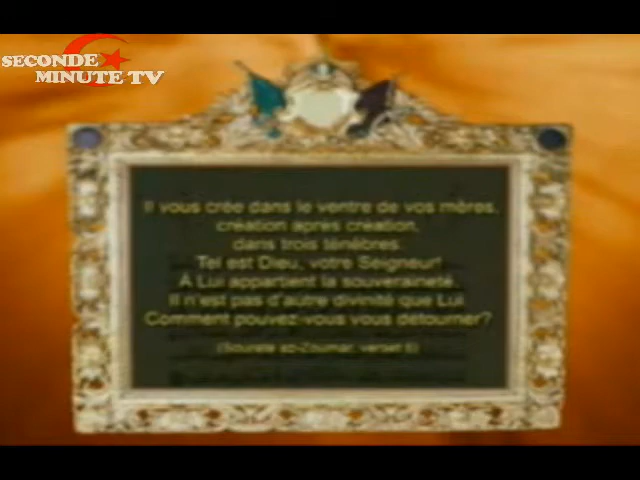 SECONDE
MINUTE TV
Il vous crée dans le ventre de vos mères,
création après création,
dans trois ténèbres.
Tel est Dieu, votre Seigneur!
À Lui appartient la souveraineté.
Il n'est pas d'autre divinité que Lui
Comment pouvez-vous vous détourner?
(Sourate az-Zoumar, verset 6)